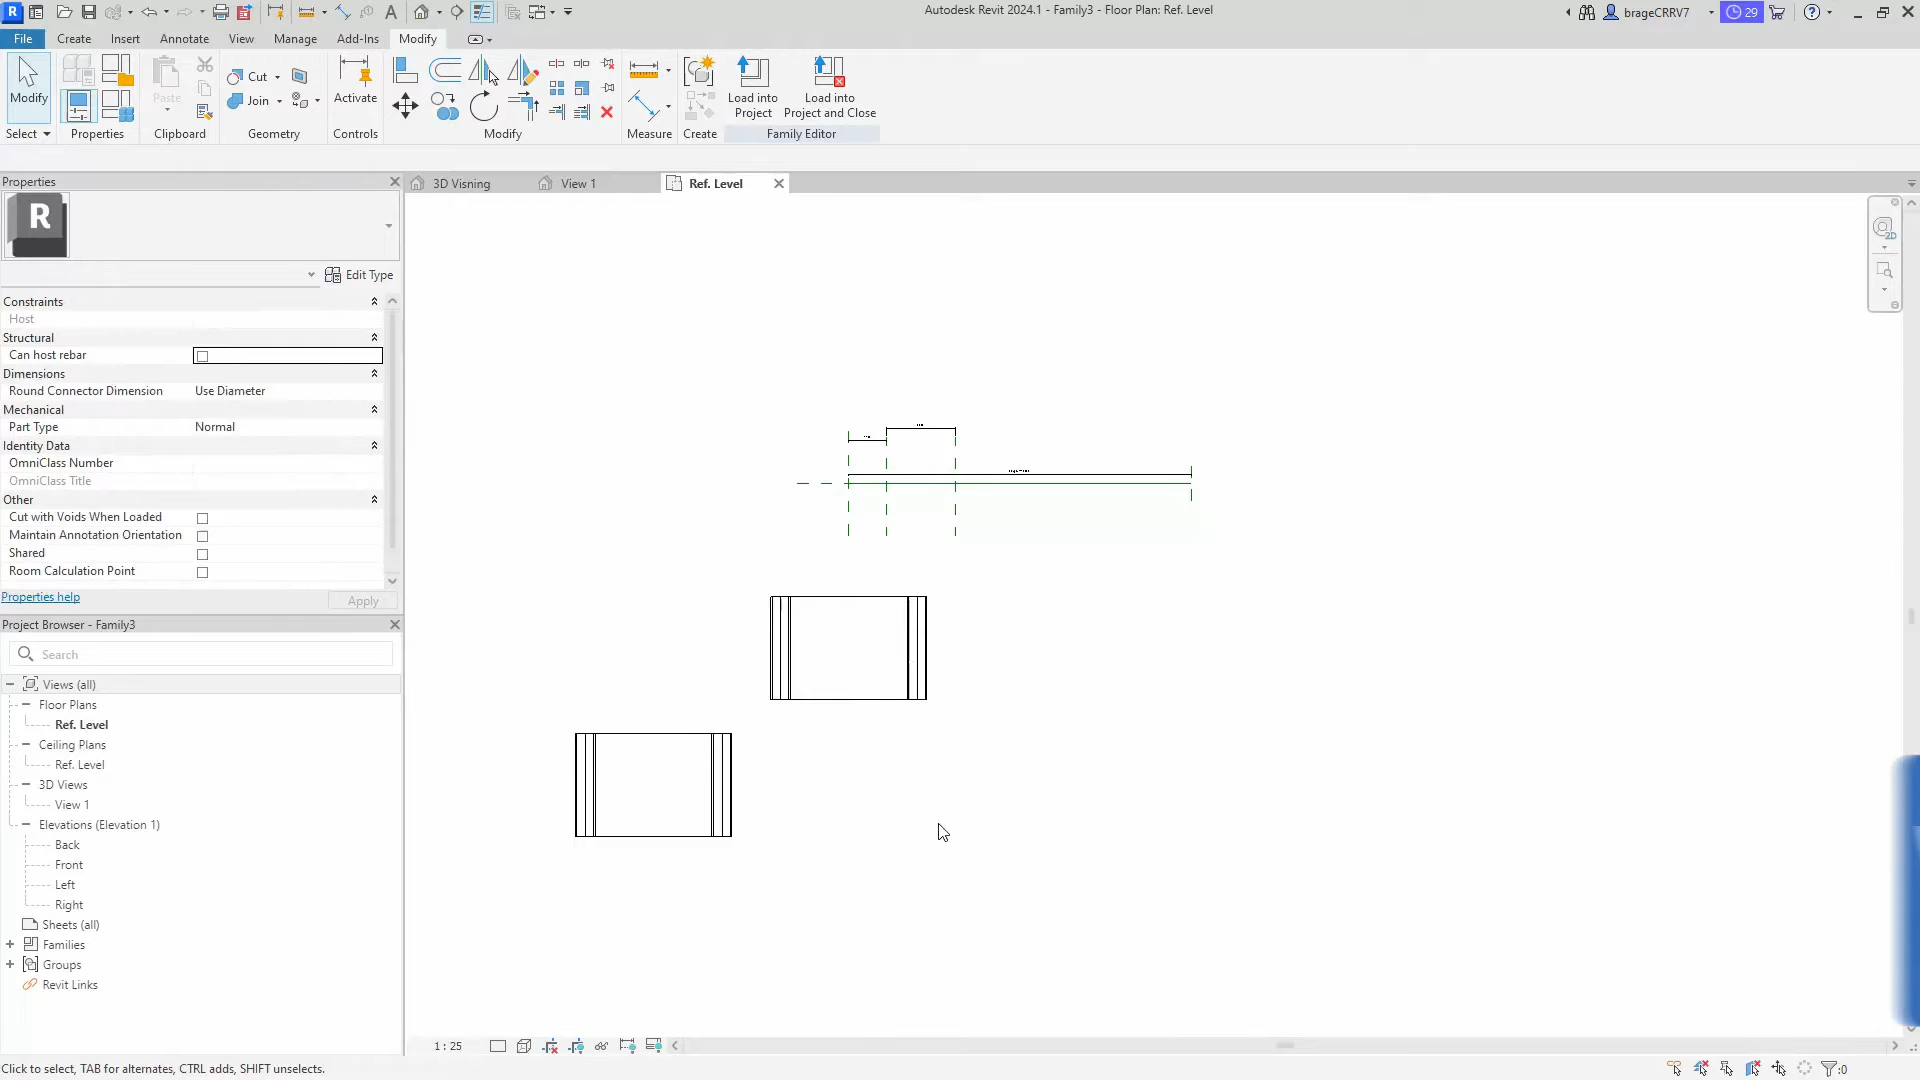 Autodesk Revit 2024.1 - Family3 - Floor Plan: Ref. Level
brageCRRV7
29
File
Create
Insert
Annotate
View
Manage
Add-Ins
Modify
Modify
Select
Properties
Paste
Clipboard
Cut
Join
Geometry
Activate
Controls
Modify
Measure
Create
Load into
Project
Load into
Project and Close
Family Editor
Properties
3D Visning
View 1
Ref. Level
R
Edit Type
Constraints
Host
Structural
Can host rebar
Dimensions
Round Connector Dimension
Use Diameter
Mechanical
Part Type
Normal
Identity Data
OmniClass Number
OmniClass Title
Other
Cut with Voids When Loaded
Maintain Annotation Orientation
Shared
Room Calculation Point
Properties help
Apply
Project Browser - Family3
Search
Views (all)
Floor Plans
Ref. Level
Ceiling Plans
Ref. Level
3D Views
View 1
Elevations (Elevation 1)
Back
Front
Left
Right
Sheets (all)
Families
Groups
Revit Links
2D
1 : 25
Click to select, TAB for alternates, CTRL adds, SHIFT unselects.
:0